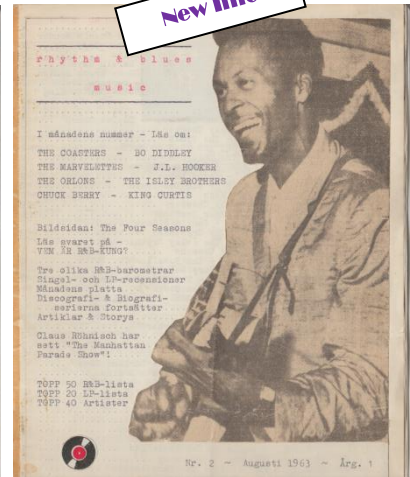 New
rhythm & blues
music
I månadens nummer - Läs om:
THE COASTERS - BO DIDDLEY
THE MARVELETTES - J.L. HOOKER
THE ORLONS - THE ISLEY BROTHERS
CHUCK BERRY - KING CURTIS
Bildsidan: The Four Seasons
Läs svaret på -
VEM ÄR R&B-KUNG?
Tre olika R&B-barometrar
Singel- och LP-recensioner
Månadens platta
Discografi- & Biografi-
serierna fortsätter
Artiklar & Storys
Claus Röhnisch har
sett "The Manhattan
Parade Show"!
TOPP 50 R&B-lista
TOPP 20 LP-lista
TOPP 40 Artister
Nr. 2 - Augusti 1963 - Årg. 1